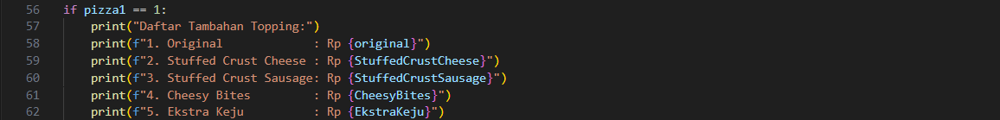 56 if pizza1 == 1:
57     print("Daftar Tambahan Topping:")
58     print(f"1. Original             : Rp {original}")
59     print(f"2. Stuffed Crust Cheese : Rp {StuffedCrustCheese}")
60     print(f"3. Stuffed Crust Sausage: Rp {StuffedCrustSausage}")
61     print(f"4. Cheesy Bites         : Rp {CheesyBites}")
62     print(f"5. Ekstra Keju          : Rp {EkstraKeju}")